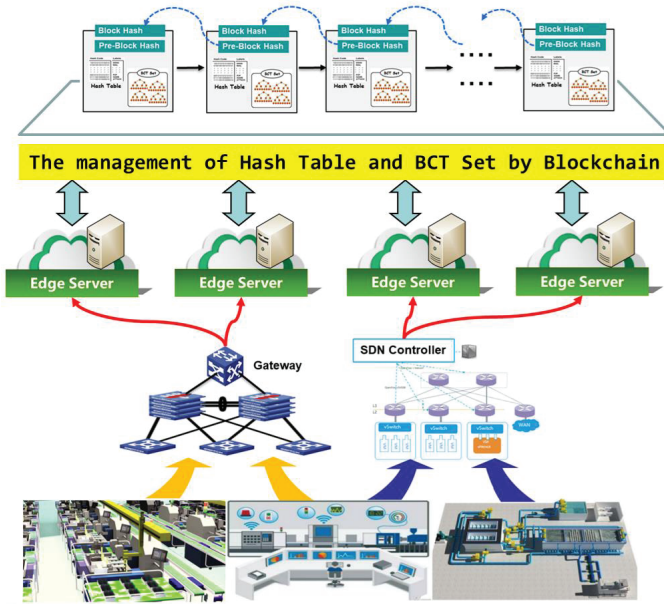 Block Hash
Block Hash
Block Hash
Block Hash
Pre-Block Hash
Pre-Block Hash
Pre-Block Hash
Pre-Block Hash
BCT Set
BCT Set
BCT Set
BCT Set
Hash Table
Hash Table
Hash Table
Hash Table
The management of Hash Table and BCT Set by Blockchain
Edge Server
Edge Server
Edge Server
Edge Server
SDN Controller
Gateway
vSwitch
vSwitch
vSwitch
WAN